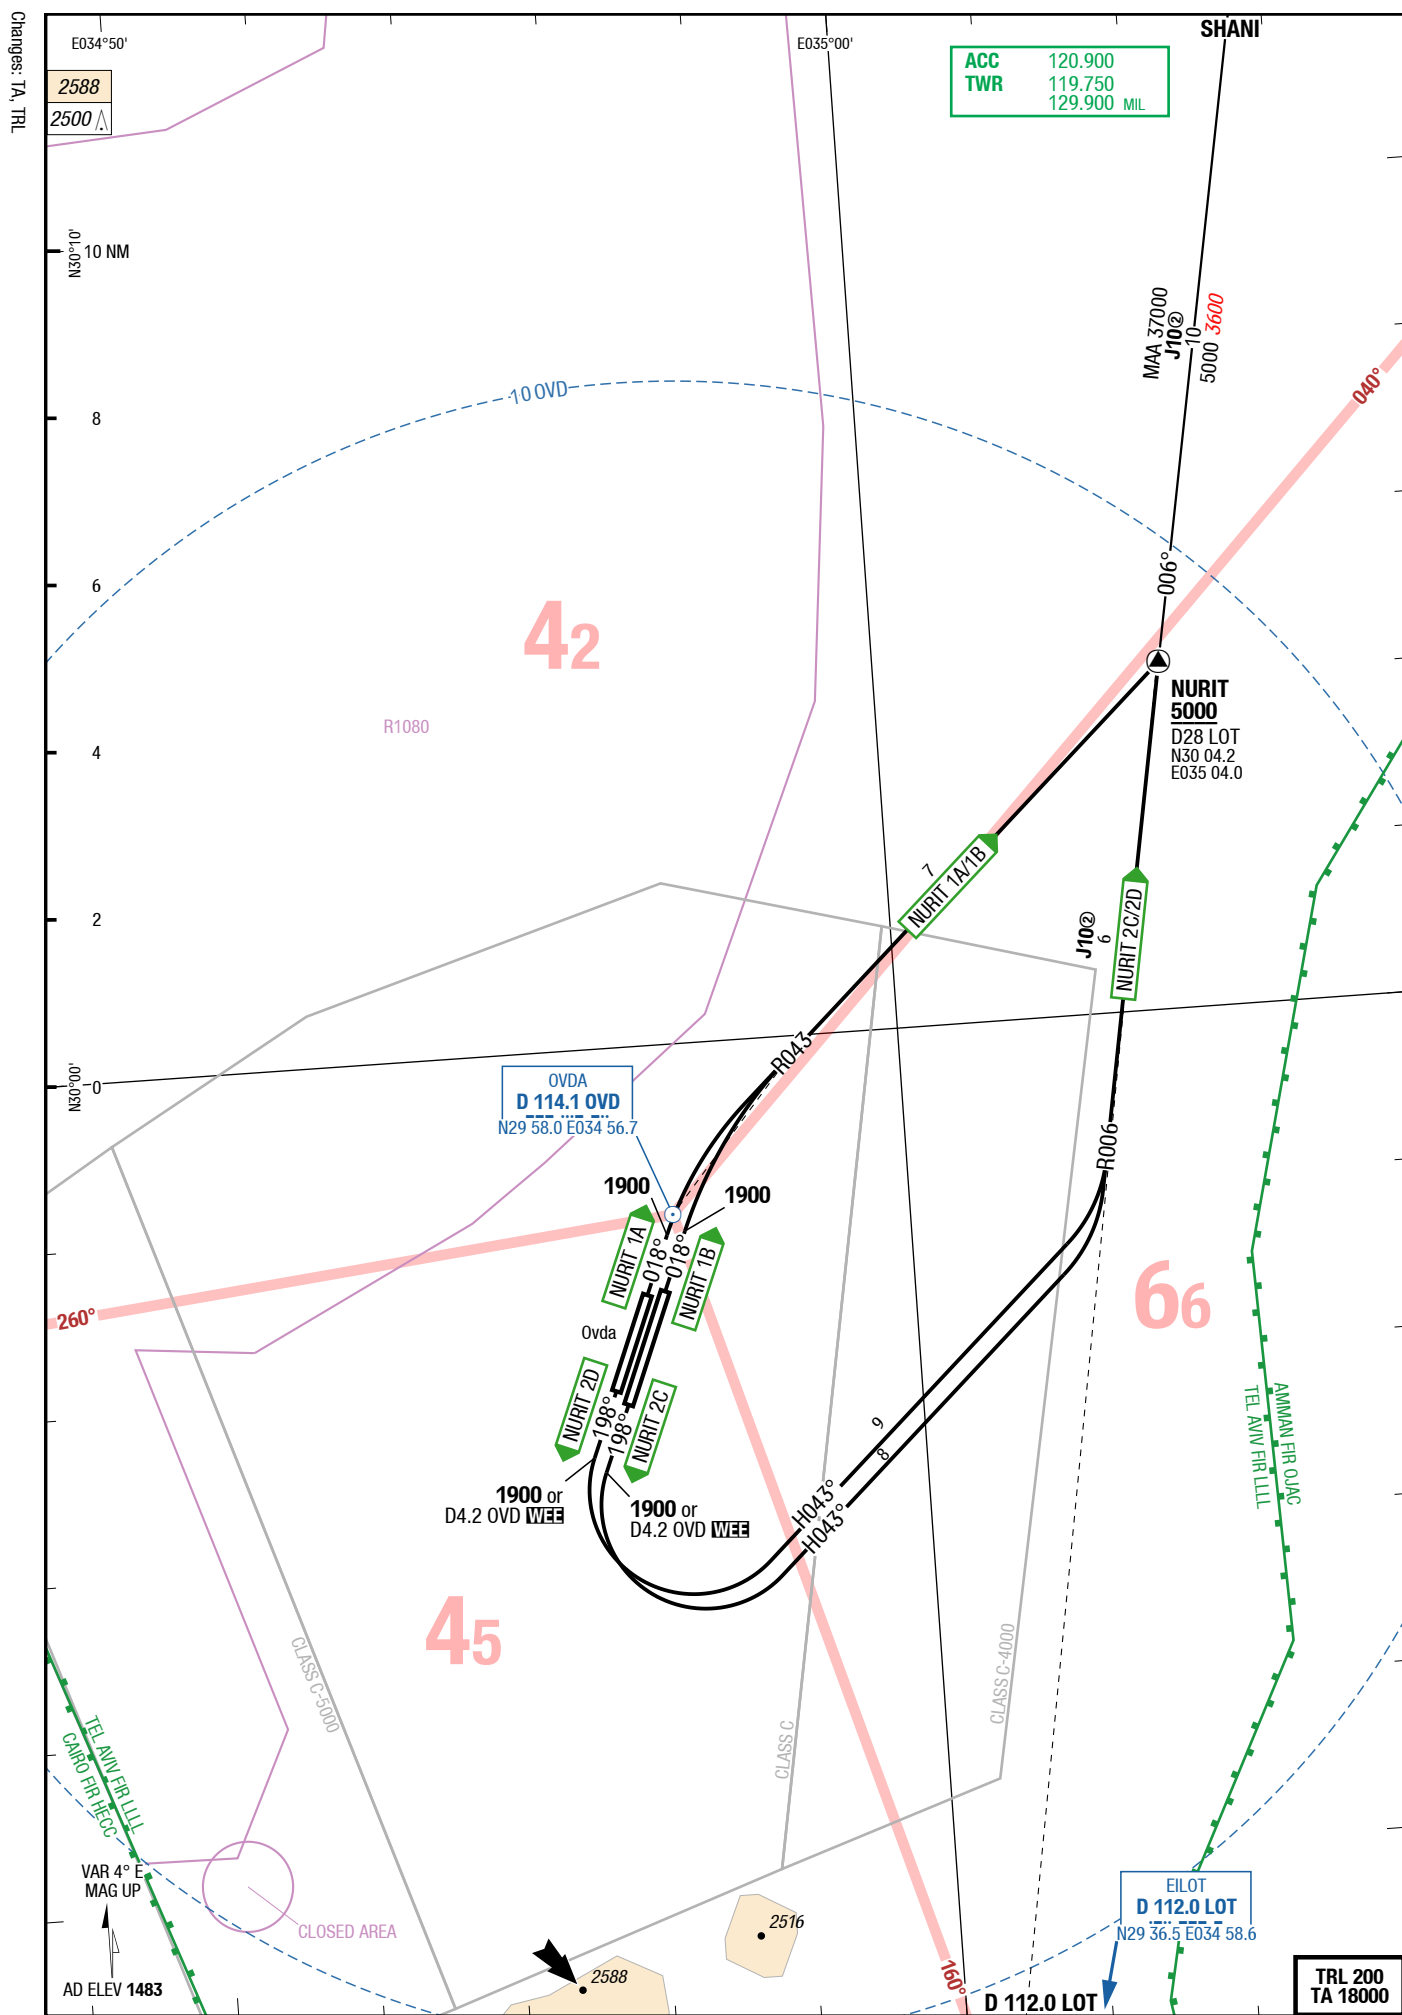 Changes: TA, TRL
E034°50'
E035°00'
SHANI
2588
2500
ACC 120.900
TWR 119.750
129.900 MIL
N30°10'
10 NM
MAA 37000
J10②
10
5000 3600
040°
10 OVD
8
6
006°
42
NURIT
5000
D28 LOT
N30 04.2
E035 04.0
R1080
4
7
NURIT 1A/1B
2
J10②
6
NURIT 2C/2D
R043
N30°00'
0
OVDA
D 114.1 OVD
N29 58.0 E034 56.7
R006
1900
1900
NURIT 1A
018°
018°
NURIT 1B
66
260°
Ovda
NURIT 2D
198°
198°
NURIT 2C
AMMAN FIR OJAC
TEL AVIV FIR LLLL
9
8
1900 or
D4.2 OVD WEE
1900 or
D4.2 OVD WEE
H043°
H043°
45
CLASS C-5000
CLASS C
CLASS C-4000
TEL AVIV FIR LLLL
CAIRO FIR HECC
VAR 4° E
MAG UP
CLOSED AREA
AD ELEV 1483
2516
2588
160°
EILOT
D 112.0 LOT
N29 36.5 E034 58.6
D 112.0 LOT
TRL 200
TA 18000